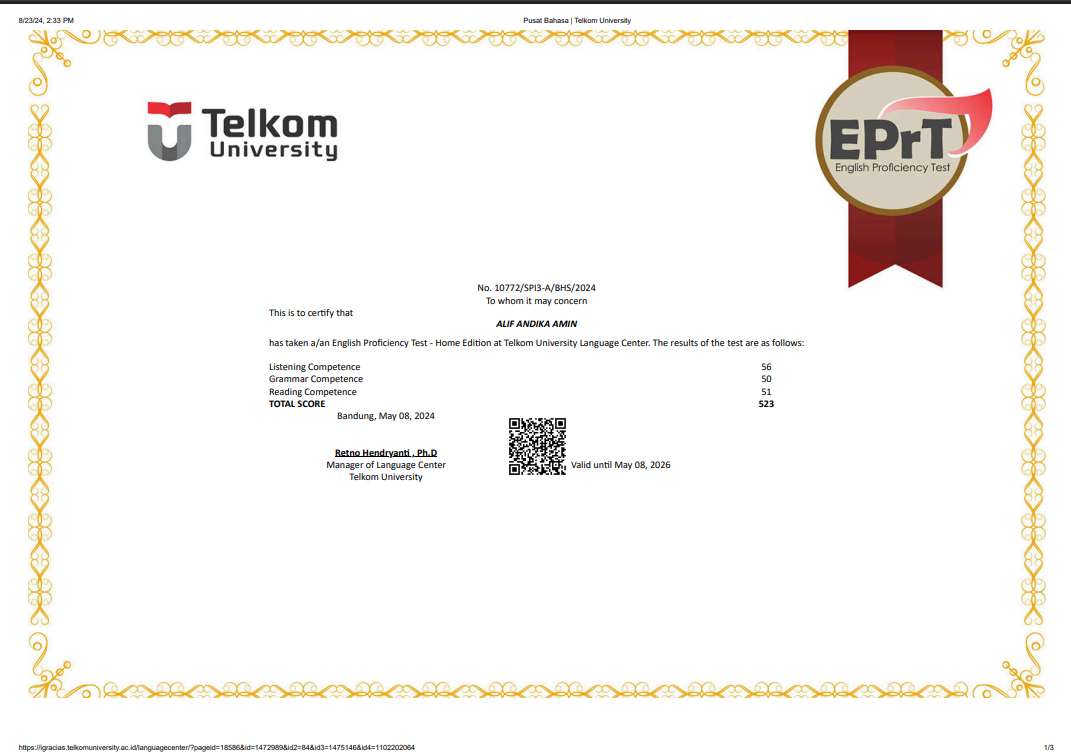 8/23/24, 2:33 PM
Pusat Bahasa | Telkom University
Telkom
University
EPrT
English Proficiency Test
No. 10772/SPI3-A/BHS/2024
To whom it may concern
This is to certify that
ALIF ANDIKA AMIN
has taken a/an English Proficiency Test - Home Edition at Telkom University Language Center. The results of the test are as follows:
Listening Competence 56
Grammar Competence 50
Reading Competence 51
TOTAL SCORE 523
Bandung, May 08, 2024
Retno Hendryanti , Ph.D
Manager of Language Center
Valid until May 08, 2026
Telkom University
https://igracias.telkomuniversity.ac.id/languagecenter/?pageid=18586&id=1472989&id2=84&id3=1475146&id4=1102202064
1/3